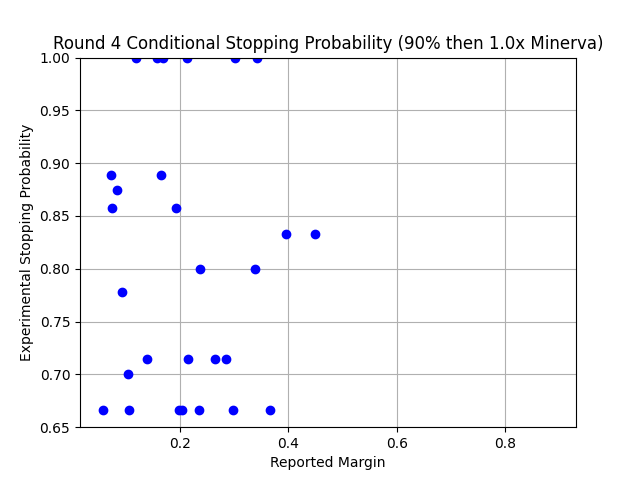 Round 4 Conditional Stopping Probability (90% then 1.0x Minerva)
1.00
0.95
0.90
0.85
0.80
0.75
0.70
0.65
Experimental Stopping Probability
0.2 0.4 0.6 0.8
Reported Margin